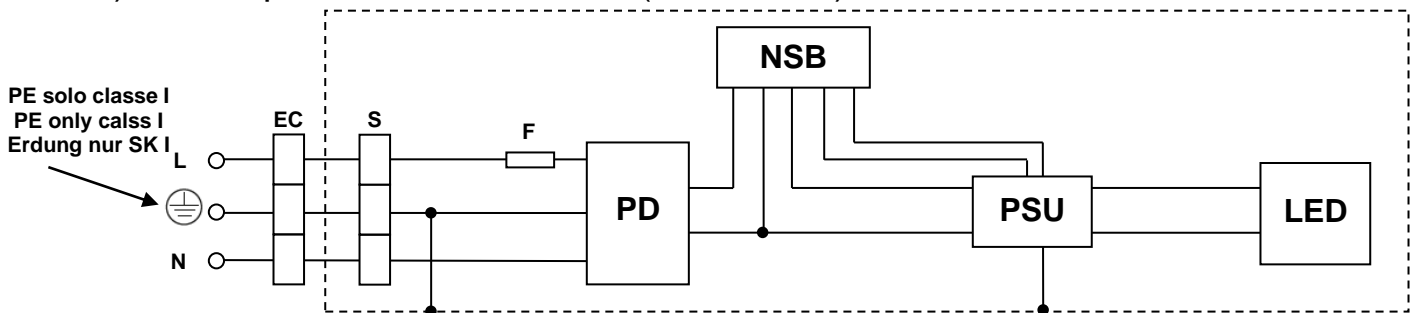 PE solo classe I
PE only calss I
Erdung nur SK I
L
N
EC
S
F
PD
NSB
PSU
LED